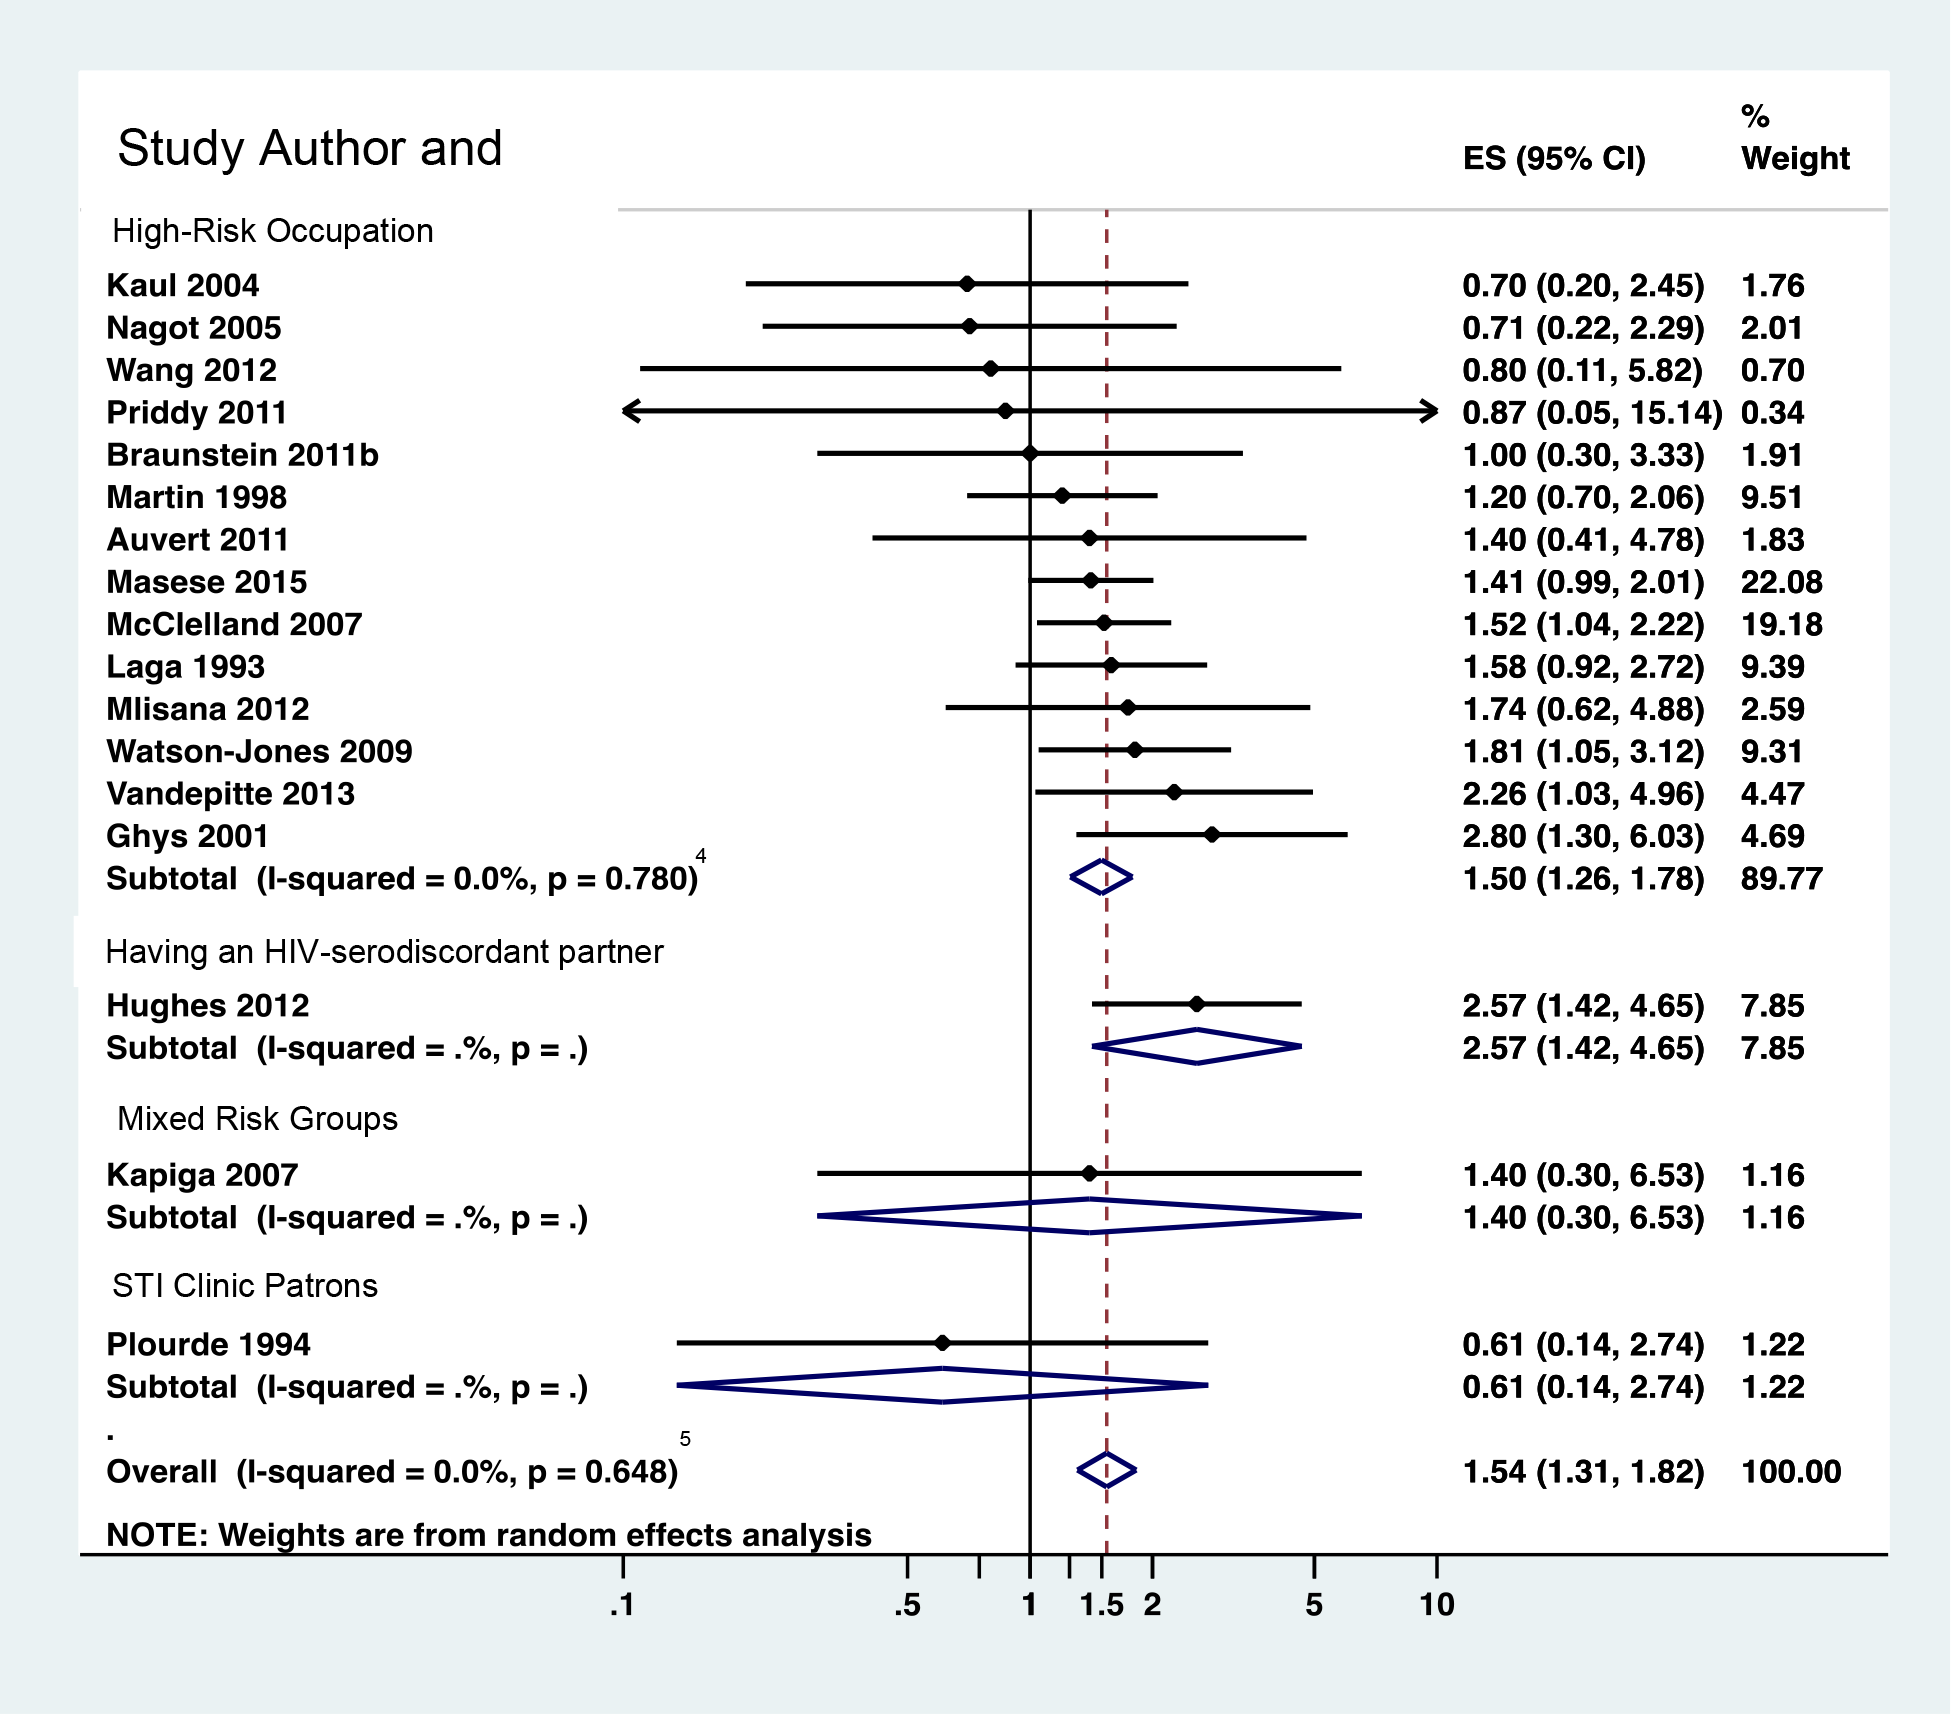 %
Study Author and ES (95% CI) Weight
High-Risk Occupation
Kaul 2004 0.70 (0.20, 2.45) 1.76
Nagot 2005 0.71 (0.22, 2.29) 2.01
Wang 2012 0.80 (0.11, 5.82) 0.70
Priddy 2011 0.87 (0.05, 15.14) 0.34
Braunstein 2011b 1.00 (0.30, 3.33) 1.91
Martin 1998 1.20 (0.70, 2.06) 9.51
Auvert 2011 1.40 (0.41, 4.78) 1.83
Masese 2015 1.41 (0.99, 2.01) 22.08
McClelland 2007 1.52 (1.04, 2.22) 19.18
Laga 1993 1.58 (0.92, 2.72) 9.39
Mlisana 2012 1.74 (0.62, 4.88) 2.59
Watson-Jones 2009 1.81 (1.05, 3.12) 9.31
Vandepitte 2013 2.26 (1.03, 4.96) 4.47
Ghys 2001 2.80 (1.30, 6.03) 4.69
Subtotal (I-squared = 0.0%, p = 0.780)4 1.50 (1.26, 1.78) 89.77
Having an HIV-serodiscordant partner
Hughes 2012 2.57 (1.42, 4.65) 7.85
Subtotal (I-squared = .%, p = .) 2.57 (1.42, 4.65) 7.85
Mixed Risk Groups
Kapiga 2007 1.40 (0.30, 6.53) 1.16
Subtotal (I-squared = .%, p = .) 1.40 (0.30, 6.53) 1.16
STI Clinic Patrons
Plourde 1994 0.61 (0.14, 2.74) 1.22
Subtotal (I-squared = .%, p = .) 0.61 (0.14, 2.74) 1.22
.
Overall (I-squared = 0.0%, p = 0.648)5 1.54 (1.31, 1.82) 100.00
NOTE: Weights are from random effects analysis
.1 .5 1 1.5 2 5 10